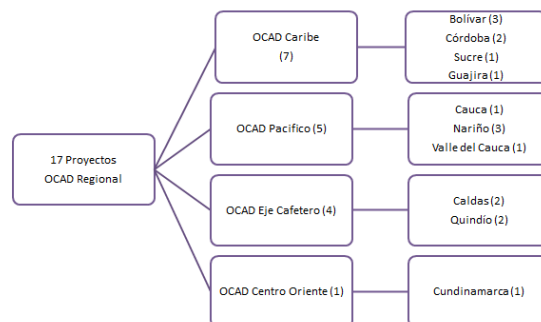 17 Proyectos
OCAD Regional
OCAD Caribe
(7)
Bolívar (3)
Córdoba (2)
Sucre (1)
Guajira (1)
OCAD Pacifico (5)
Cauca (1)
Nariño (3)
Valle del Cauca (1)
OCAD Eje Cafetero (4)
Caldas (2)
Quindío (2)
OCAD Centro Oriente (1)
Cundinamarca (1)